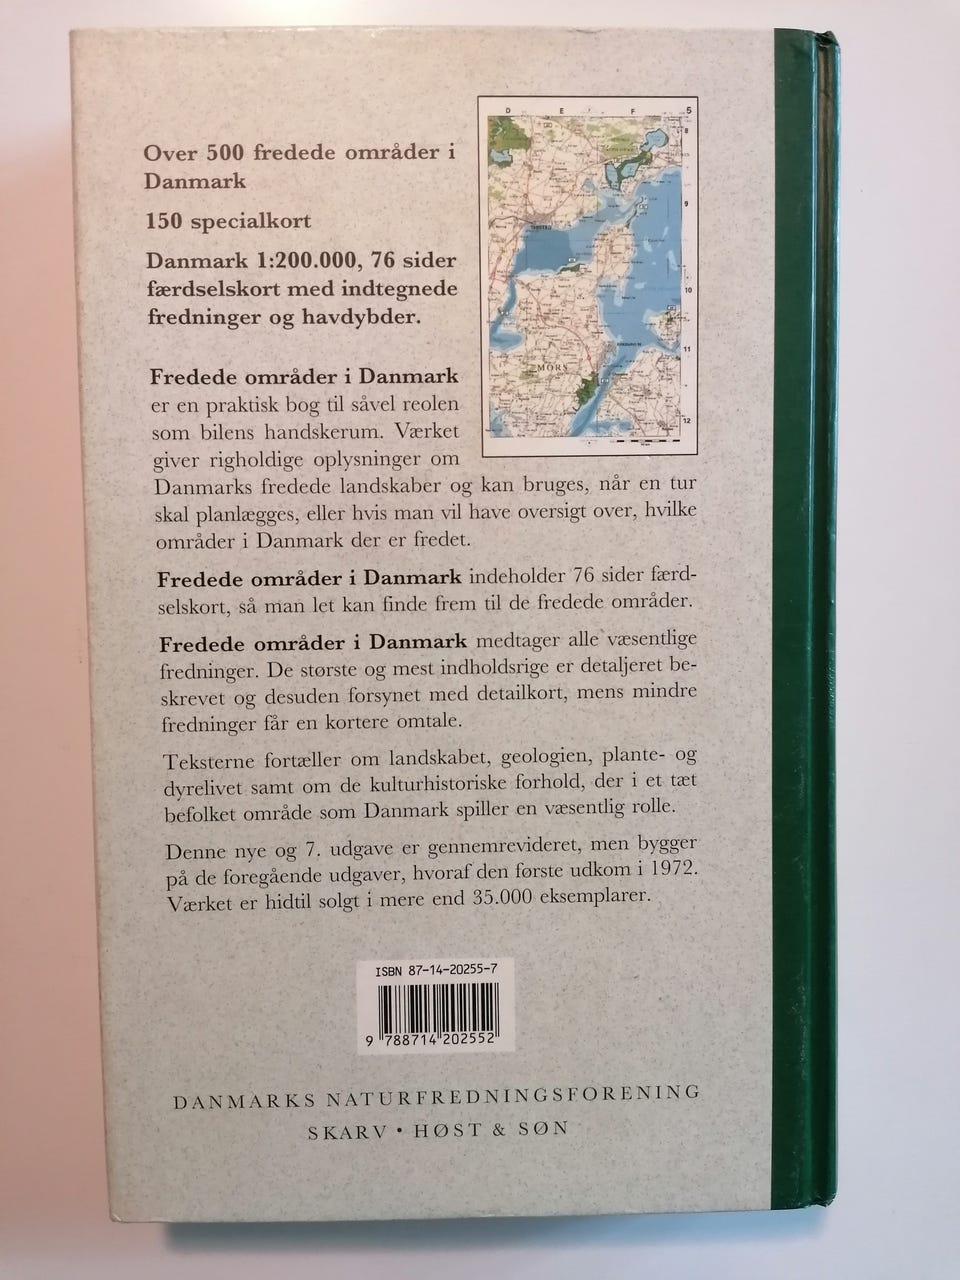 Over 500 fredede områder i
Danmark
150 specialkort
Danmark 1:200.000, 76 sider
færdselskort med indtegnede
fredninger og havdybder.
D E F 5
8
9
10
11
12
THISTED
MORS
Fredede områder i Danmark
er en praktisk bog til såvel reolen
som bilens handskerum. Værket
giver righoldige oplysninger om
Danmarks fredede landskaber og kan bruges, når en tur
skal planlægges, eller hvis man vil have oversigt over, hvilke
områder i Danmark der er fredet.
Fredede områder i Danmark indeholder 76 sider færd-
selskort, så man let kan finde frem til de fredede områder.
Fredede områder i Danmark medtager alle væsentlige
fredninger. De største og mest indholdsrige er detaljeret be-
skrevet og desuden forsynet med detailkort, mens mindre
fredninger får en kortere omtale.
Teksterne fortæller om landskabet, geologien, plante- og
dyrelivet samt om de kulturhistoriske forhold, der i et tæt
befolket område som Danmark spiller en væsentlig rolle.
Denne nye og 7. udgave er gennemrevideret, men bygger
på de foregående udgaver, hvoraf den første udkom i 1972.
Værket er hidtil solgt i mere end 35.000 eksemplarer.
ISBN 87-14-20255-7
9 788714 202552
DANMARKS NATURFREDNINGSFORENING
SKARV • HØST & SØN